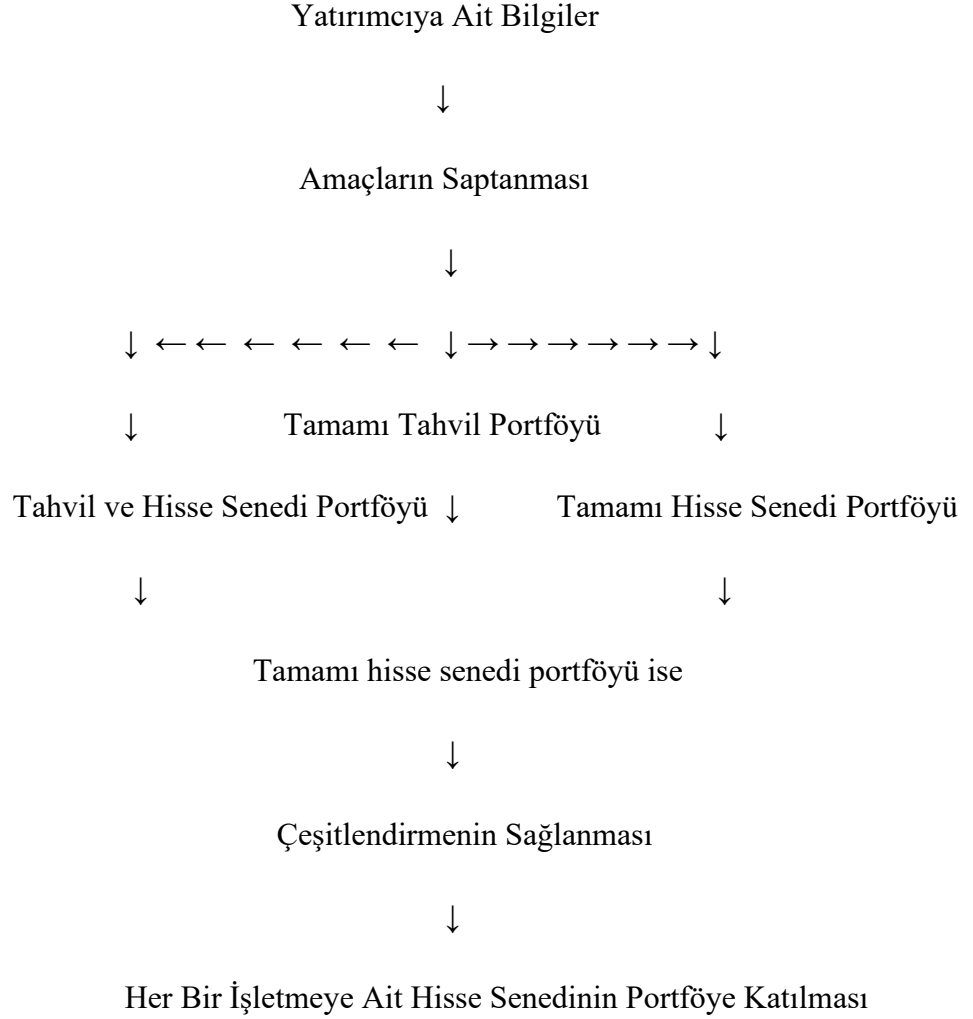 Yatırımcıya Ait Bilgiler
↓
Amaçların Saptanması
↓
↓ ← ← ← ← ← ← ↓ → → → → → → ↓
↓ Tamamı Tahvil Portföyü ↓
Tahvil ve Hisse Senedi Portföyü ↓ Tamamı Hisse Senedi Portföyü
↓ ↓
Tamamı hisse senedi portföyü ise
↓
Çeşitlendirmenin Sağlanması
↓
Her Bir İşletmeye Ait Hisse Senedinin Portföye Katılması